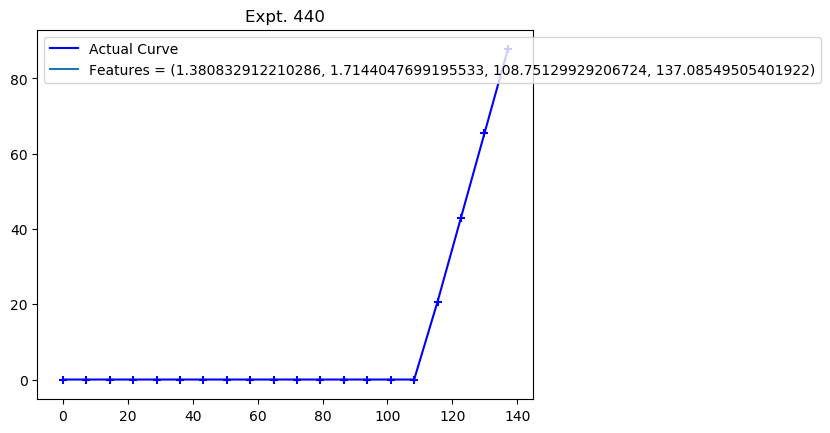 Expt. 440
Actual Curve
Features = (1.380832912210286, 1.7144047699195533, 108.75129929206724, 137.08549505401922)
80
60
40
20
0
0 20 40 60 80 100 120 140